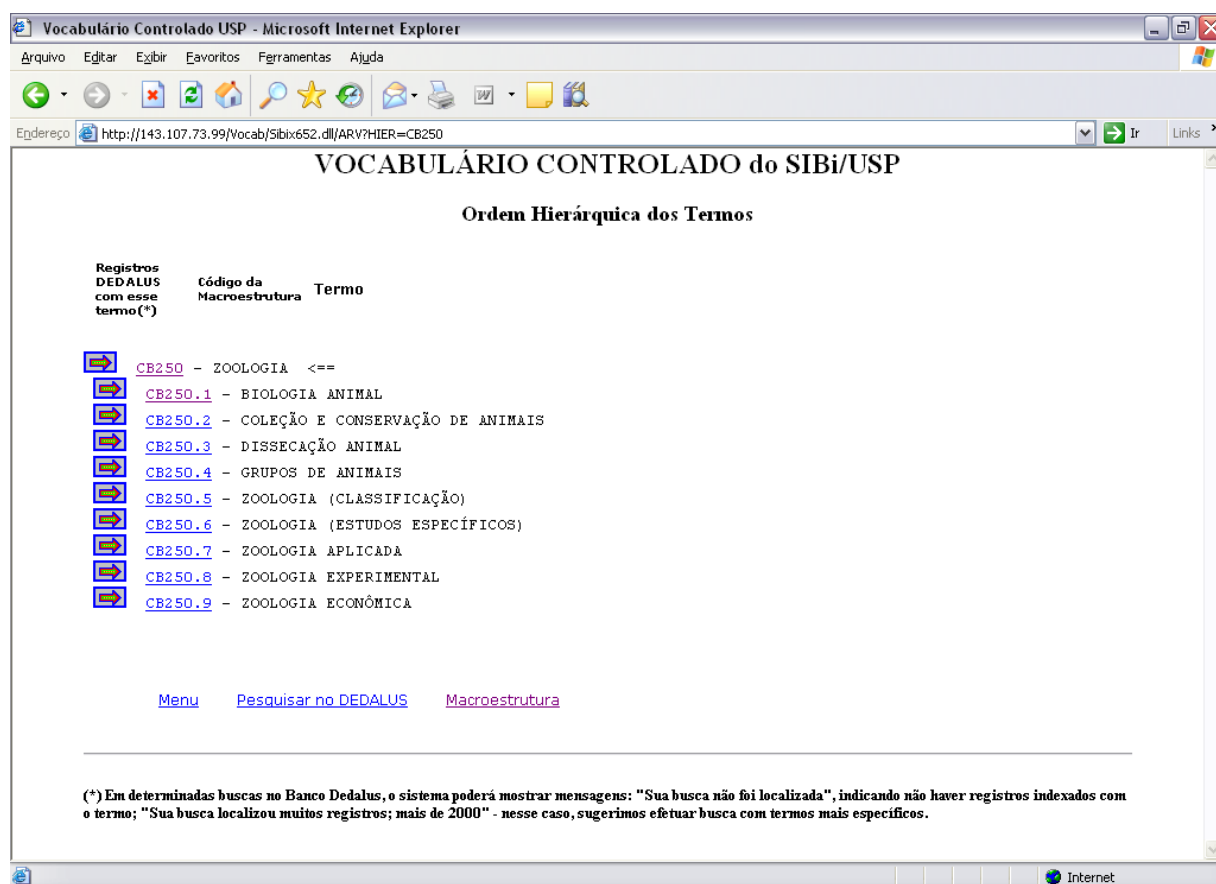 Vocabulário Controlado USP - Microsoft Internet Explorer
Arquivo Editar Exibir Favoritos Ferramentas Ajuda
Endereço http://143.107.73.99/Vocab/Sibix652.dll/ARV?HIER=CB250 Ir Links
VOCABULÁRIO CONTROLADO do SIBi/USP
Ordem Hierárquica dos Termos
Registros
DEDALUS
com esse
termo(*)
Código da
Macroestrutura
Termo
CB250 - ZOOLOGIA <==
CB250.1 - BIOLOGIA ANIMAL
CB250.2 - COLEÇÃO E CONSERVAÇÃO DE ANIMAIS
CB250.3 - DISSECAÇÃO ANIMAL
CB250.4 - GRUPOS DE ANIMAIS
CB250.5 - ZOOLOGIA (CLASSIFICAÇÃO)
CB250.6 - ZOOLOGIA (ESTUDOS ESPECÍFICOS)
CB250.7 - ZOOLOGIA APLICADA
CB250.8 - ZOOLOGIA EXPERIMENTAL
CB250.9 - ZOOLOGIA ECONÔMICA
Menu Pesquisar no DEDALUS Macroestrutura
(*) Em determinadas buscas no Banco Dedalus, o sistema poderá mostrar mensagens: "Sua busca não foi localizada", indicando não haver registros indexados com
o termo; "Sua busca localizou muitos registros; mais de 2000" - nesse caso, sugerimos efetuar busca com termos mais específicos.
Internet